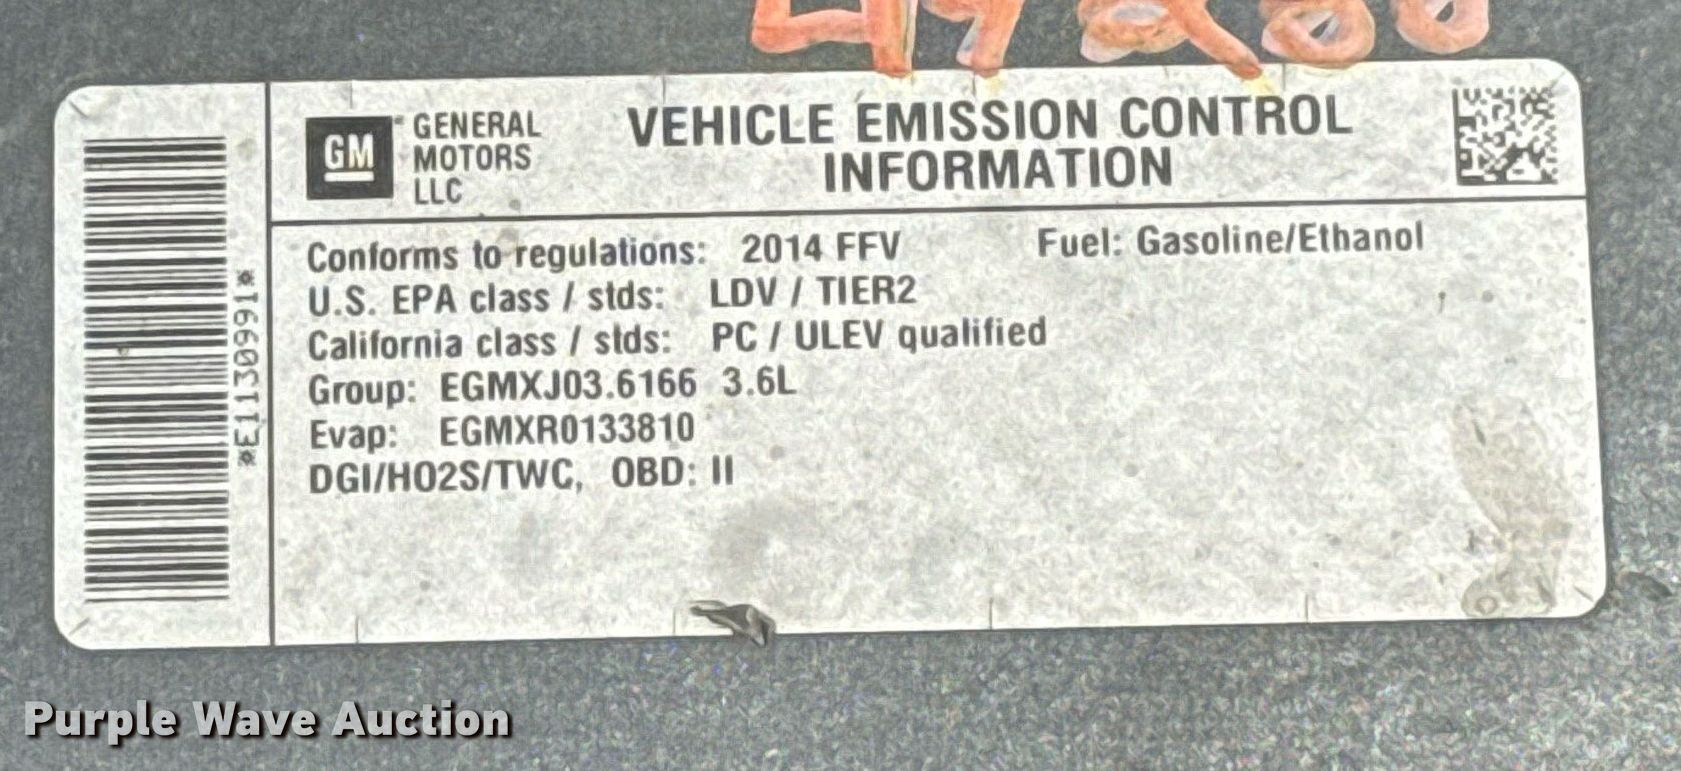 GM
GENERAL
MOTORS
LLC
VEHICLE EMISSION CONTROL
INFORMATION
Conforms to regulations: 2014 FFV Fuel: Gasoline/Ethanol
U.S. EPA class / stds: LDV / TIER2
California class / stds: PC / ULEV qualified
Group: EGMXJ03.6166 3.6L
Evap: EGMXR0133810
DGI/HO2S/TWC, OBD: II
*E11309991*
Purple Wave Auction